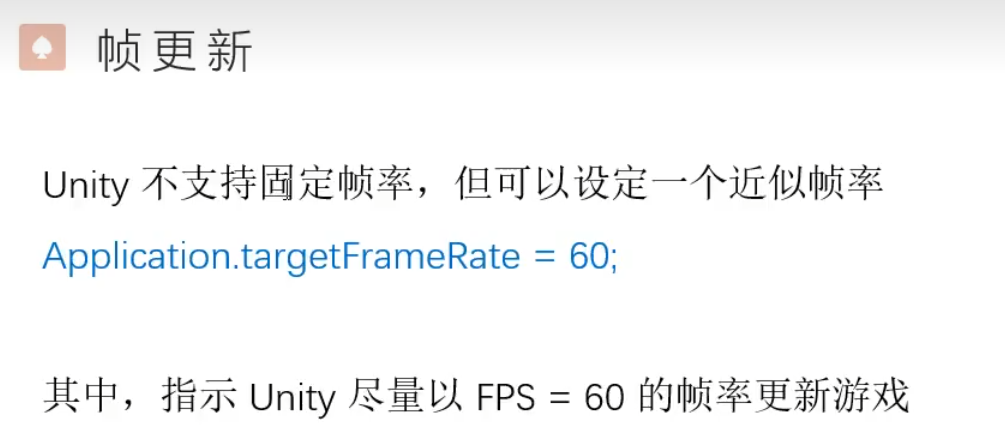 帧更新
Unity 不支持固定帧率，但可以设定一个近似帧率
Application.targetFrameRate = 60;
其中，指示 Unity 尽量以 FPS = 60 的帧率更新游戏